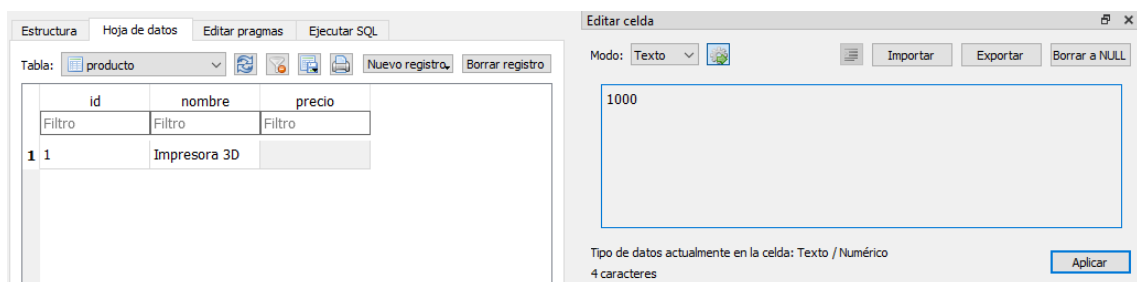 Estructura Hoja de datos Editar pragmas Ejecutar SQL
Tabla: producto Nuevo registro Borrar registro
id nombre precio
Filtro Filtro Filtro
1 1 Impresora 3D
Editar celda
Modo: Texto Importar Exportar Borrar a NULL
1000
Tipo de datos actualmente en la celda: Texto / Numérico
4 caracteres
Aplicar